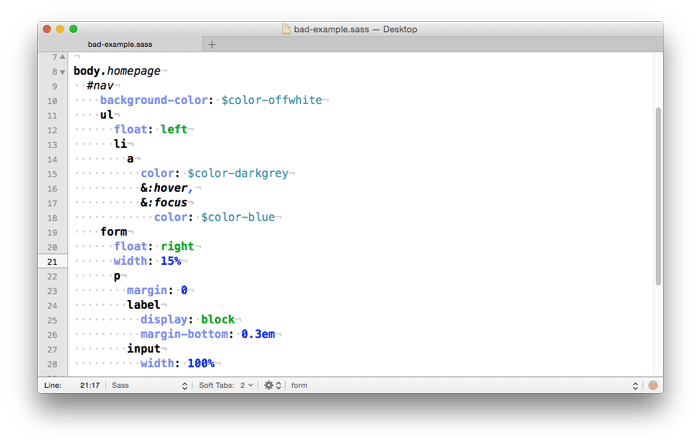 bad-example.sass — Desktop
bad-example.sass
7
8 body.homepage
9 #nav
10 background-color: $color-offwhite
11 ul
12 float: left
13 li
14 a
15 color: $color-darkgrey
16 &:hover,
17 &:focus
18 color: $color-blue
19 form
20 float: right
21 width: 15%
22 p
23 margin: 0
24 label
25 display: block
26 margin-bottom: 0.3em
27 input
28 width: 100%
Line: 21:17 Sass Soft Tabs: 2 form